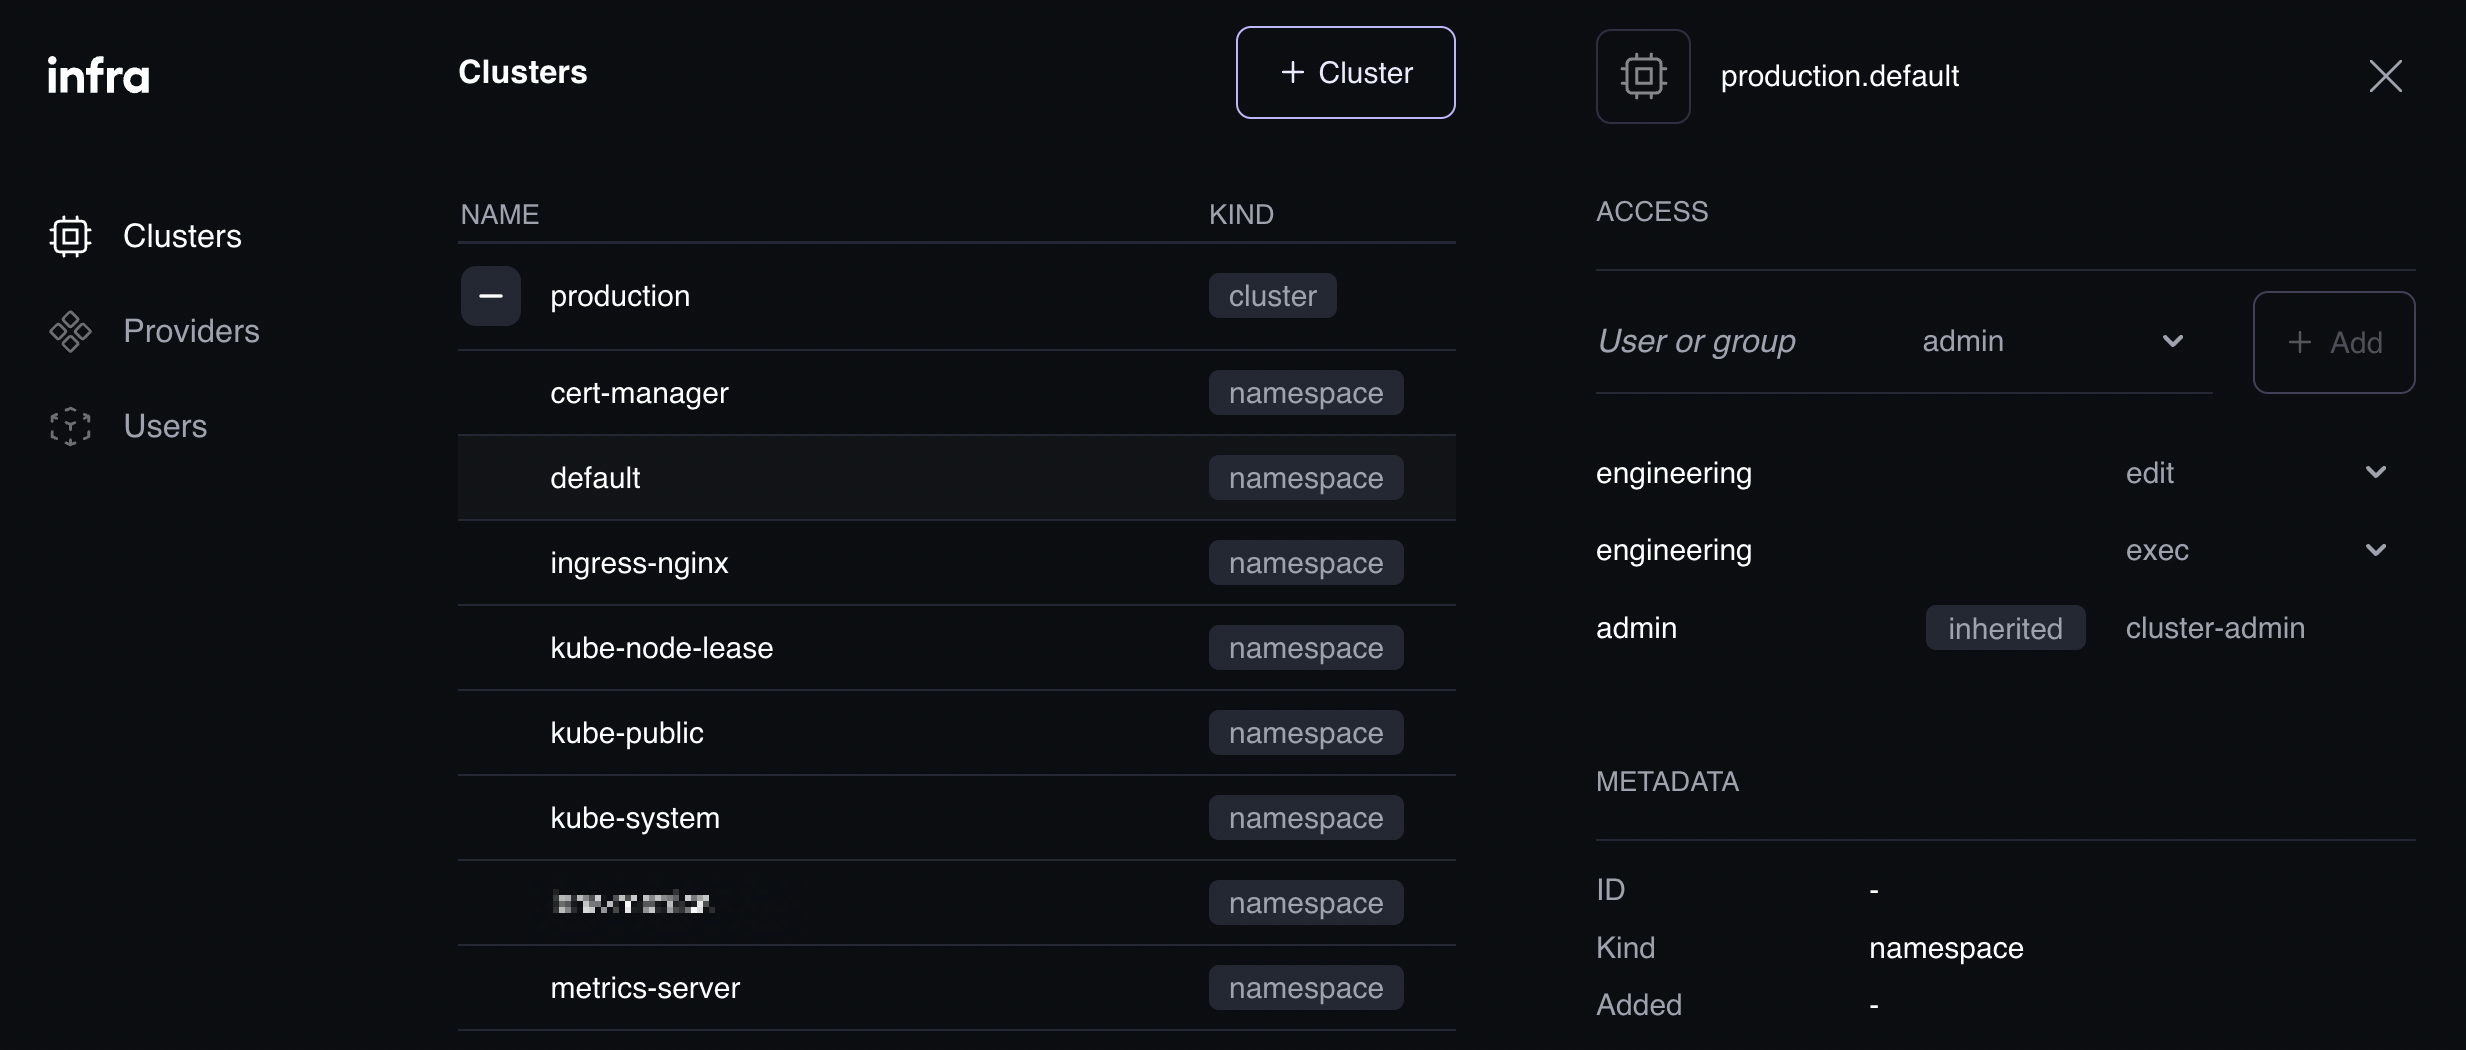 infra
Clusters
Providers
Users
Clusters
+ Cluster
NAME KIND
production cluster
cert-manager namespace
default namespace
ingress-nginx namespace
kube-node-lease namespace
kube-public namespace
kube-system namespace
namespace
metrics-server namespace
production.default
ACCESS
User or group admin + Add
engineering edit
engineering exec
admin inherited cluster-admin
METADATA
ID -
Kind namespace
Added -